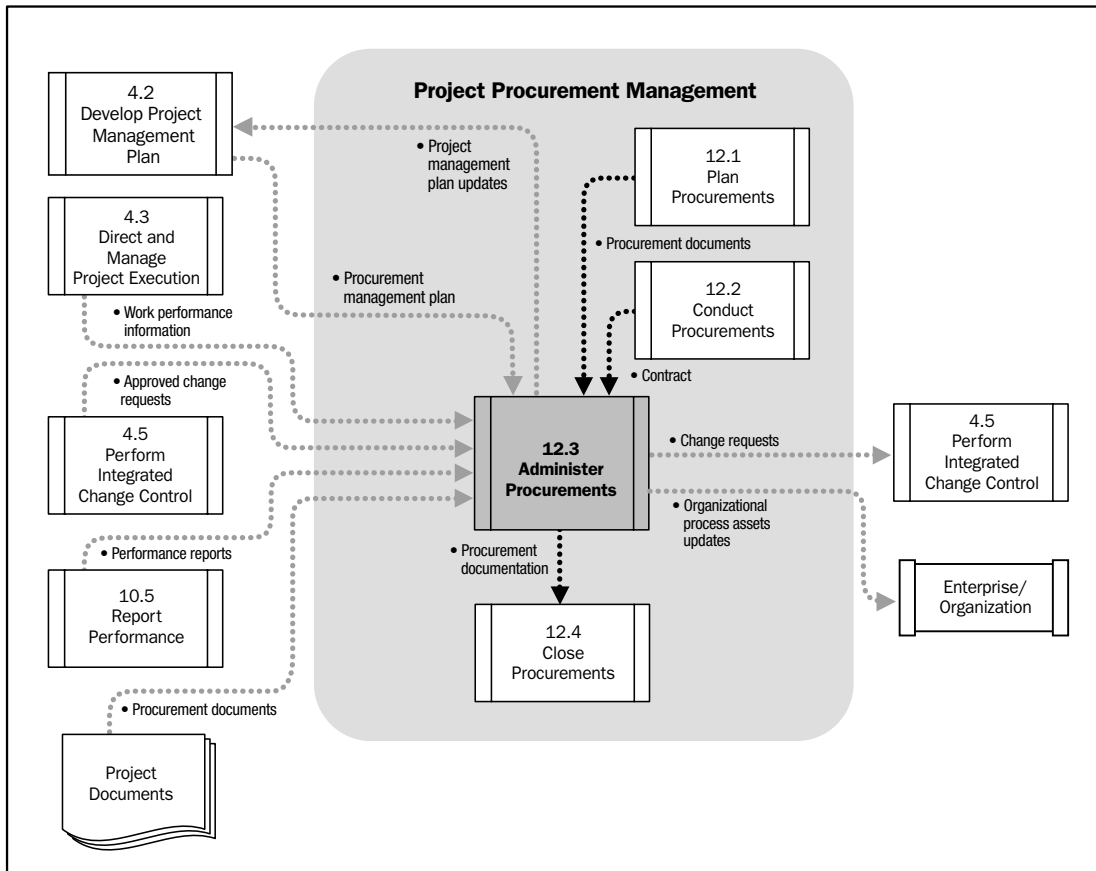 Project Procurement Management
4.2
Develop Project
Management
Plan
• Project
management
plan updates
12.1
Plan
Procurements
4.3
Direct and
Manage
Project Execution
• Procurement documents
• Procurement
management plan
12.2
Conduct
Procurements
• Work performance
information
• Contract
• Approved change
requests
4.5
Perform
Integrated
Change Control
12.3
Administer
Procurements
• Change requests
4.5
Perform
Integrated
Change Control
• Organizational
process assets
updates
• Performance reports
• Procurement
documentation
10.5
Report
Performance
Enterprise/
Organization
12.4
Close
Procurements
• Procurement documents
Project
Documents